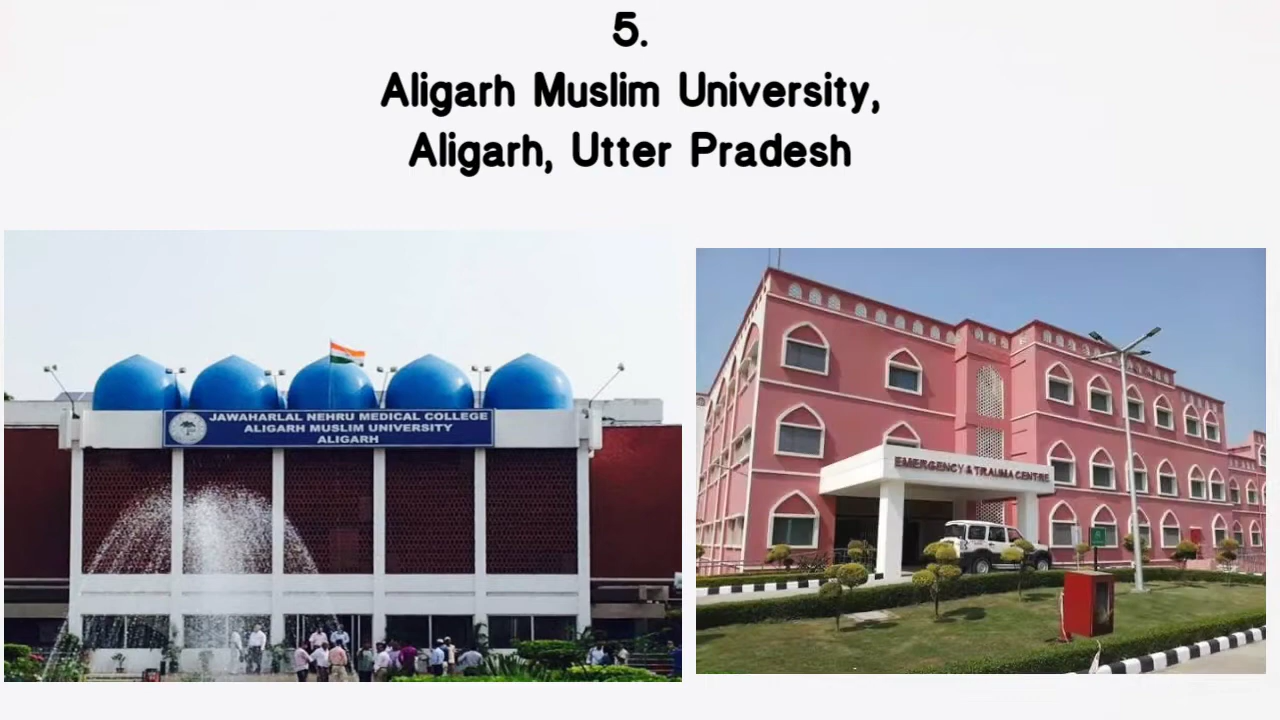 5.
Aligarh Muslim University,
Aligarh, Utter Pradesh
JAWAHARLAL NEHRU MEDICAL COLLEGE
ALIGARH MUSLIM UNIVERSITY
ALIGARH
EMERGENCY & TRAUMA CENTRE